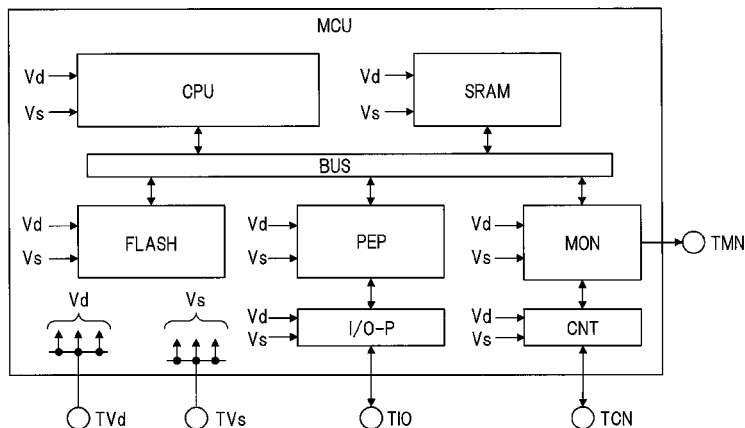 MCU
Vd
Vs
CPU
Vd
Vs
SRAM
BUS
Vd
Vs
FLASH
Vd
Vs
PEP
Vd
Vs
MON
TMN
Vd
Vs
Vd
Vs
I/O-P
Vd
Vs
CNT
TVd
TVs
TIO
TCN